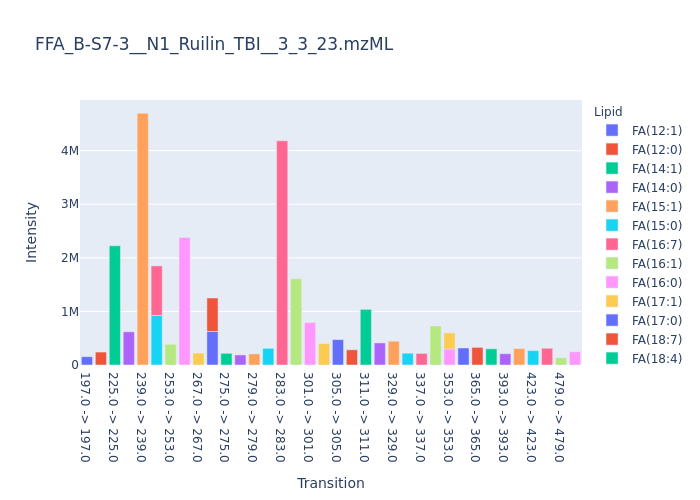 FFA_B-S7-3__N1_Ruilin_TBI__3_3_23.mzML
Lipid
FA(12:1)
FA(12:0)
FA(14:1)
FA(14:0)
FA(15:1)
FA(15:0)
FA(16:7)
FA(16:1)
FA(16:0)
FA(17:1)
FA(17:0)
FA(18:7)
FA(18:4)
Intensity
4M
3M
2M
1M
0
197.0 -> 197.0
225.0 -> 225.0
239.0 -> 239.0
253.0 -> 253.0
267.0 -> 267.0
275.0 -> 275.0
279.0 -> 279.0
283.0 -> 283.0
301.0 -> 301.0
305.0 -> 305.0
311.0 -> 311.0
329.0 -> 329.0
337.0 -> 337.0
353.0 -> 353.0
365.0 -> 365.0
393.0 -> 393.0
423.0 -> 423.0
479.0 -> 479.0
Transition